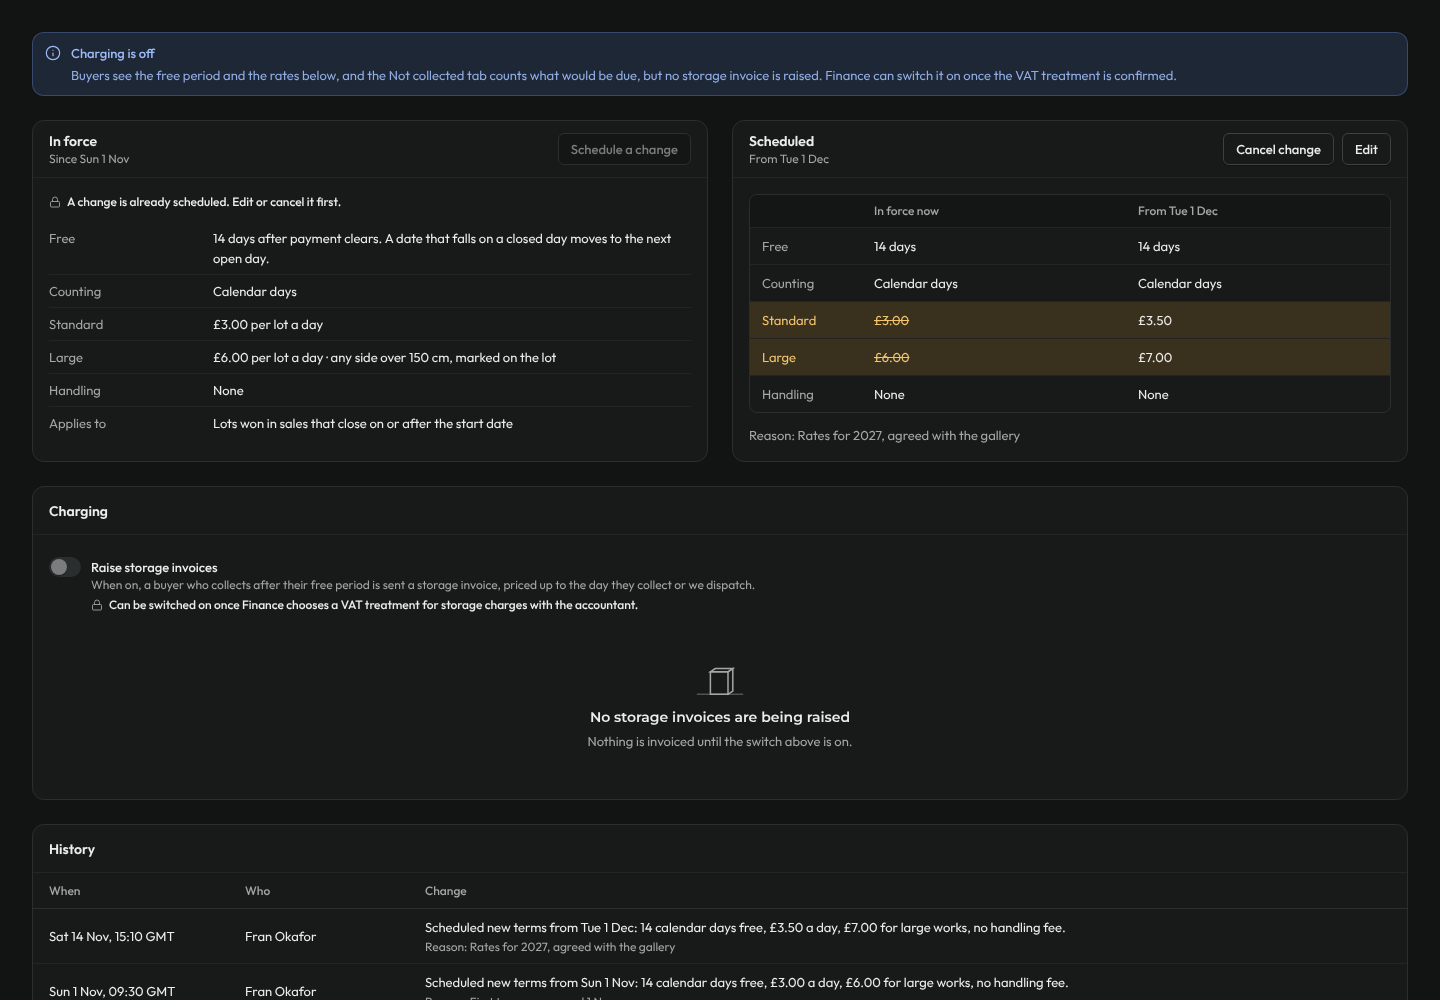 Charging is off
Buyers see the free period and the rates below, and the Not collected tab counts what would be due, but no storage invoice is raised. Finance can switch it on once the VAT treatment is confirmed.
In force
Since Sun 1 Nov
Schedule a change
A change is already scheduled. Edit or cancel it first.
Free
14 days after payment clears. A date that falls on a closed day moves to the next
open day.
Counting
Calendar days
Standard
£3.00 per lot a day
Large
£6.00 per lot a day · any side over 150 cm, marked on the lot
Handling
None
Applies to
Lots won in sales that close on or after the start date
Scheduled
From Tue 1 Dec
Cancel change
Edit
In force now
From Tue 1 Dec
Free
14 days
14 days
Counting
Calendar days
Calendar days
Standard
£3.00
£3.50
Large
£6.00
£7.00
Handling
None
None
Reason: Rates for 2027, agreed with the gallery
Charging
Raise storage invoices
When on, a buyer who collects after their free period is sent a storage invoice, priced up to the day they collect or we dispatch.
Can be switched on once Finance chooses a VAT treatment for storage charges with the accountant.
No storage invoices are being raised
Nothing is invoiced until the switch above is on.
History
When
Who
Change
Sat 14 Nov, 15:10 GMT
Fran Okafor
Scheduled new terms from Tue 1 Dec: 14 calendar days free, £3.50 a day, £7.00 for large works, no handling fee.
Reason: Rates for 2027, agreed with the gallery
Sun 1 Nov, 09:30 GMT
Fran Okafor
Scheduled new terms from Sun 1 Nov: 14 calendar days free, £3.00 a day, £6.00 for large works, no handling fee.